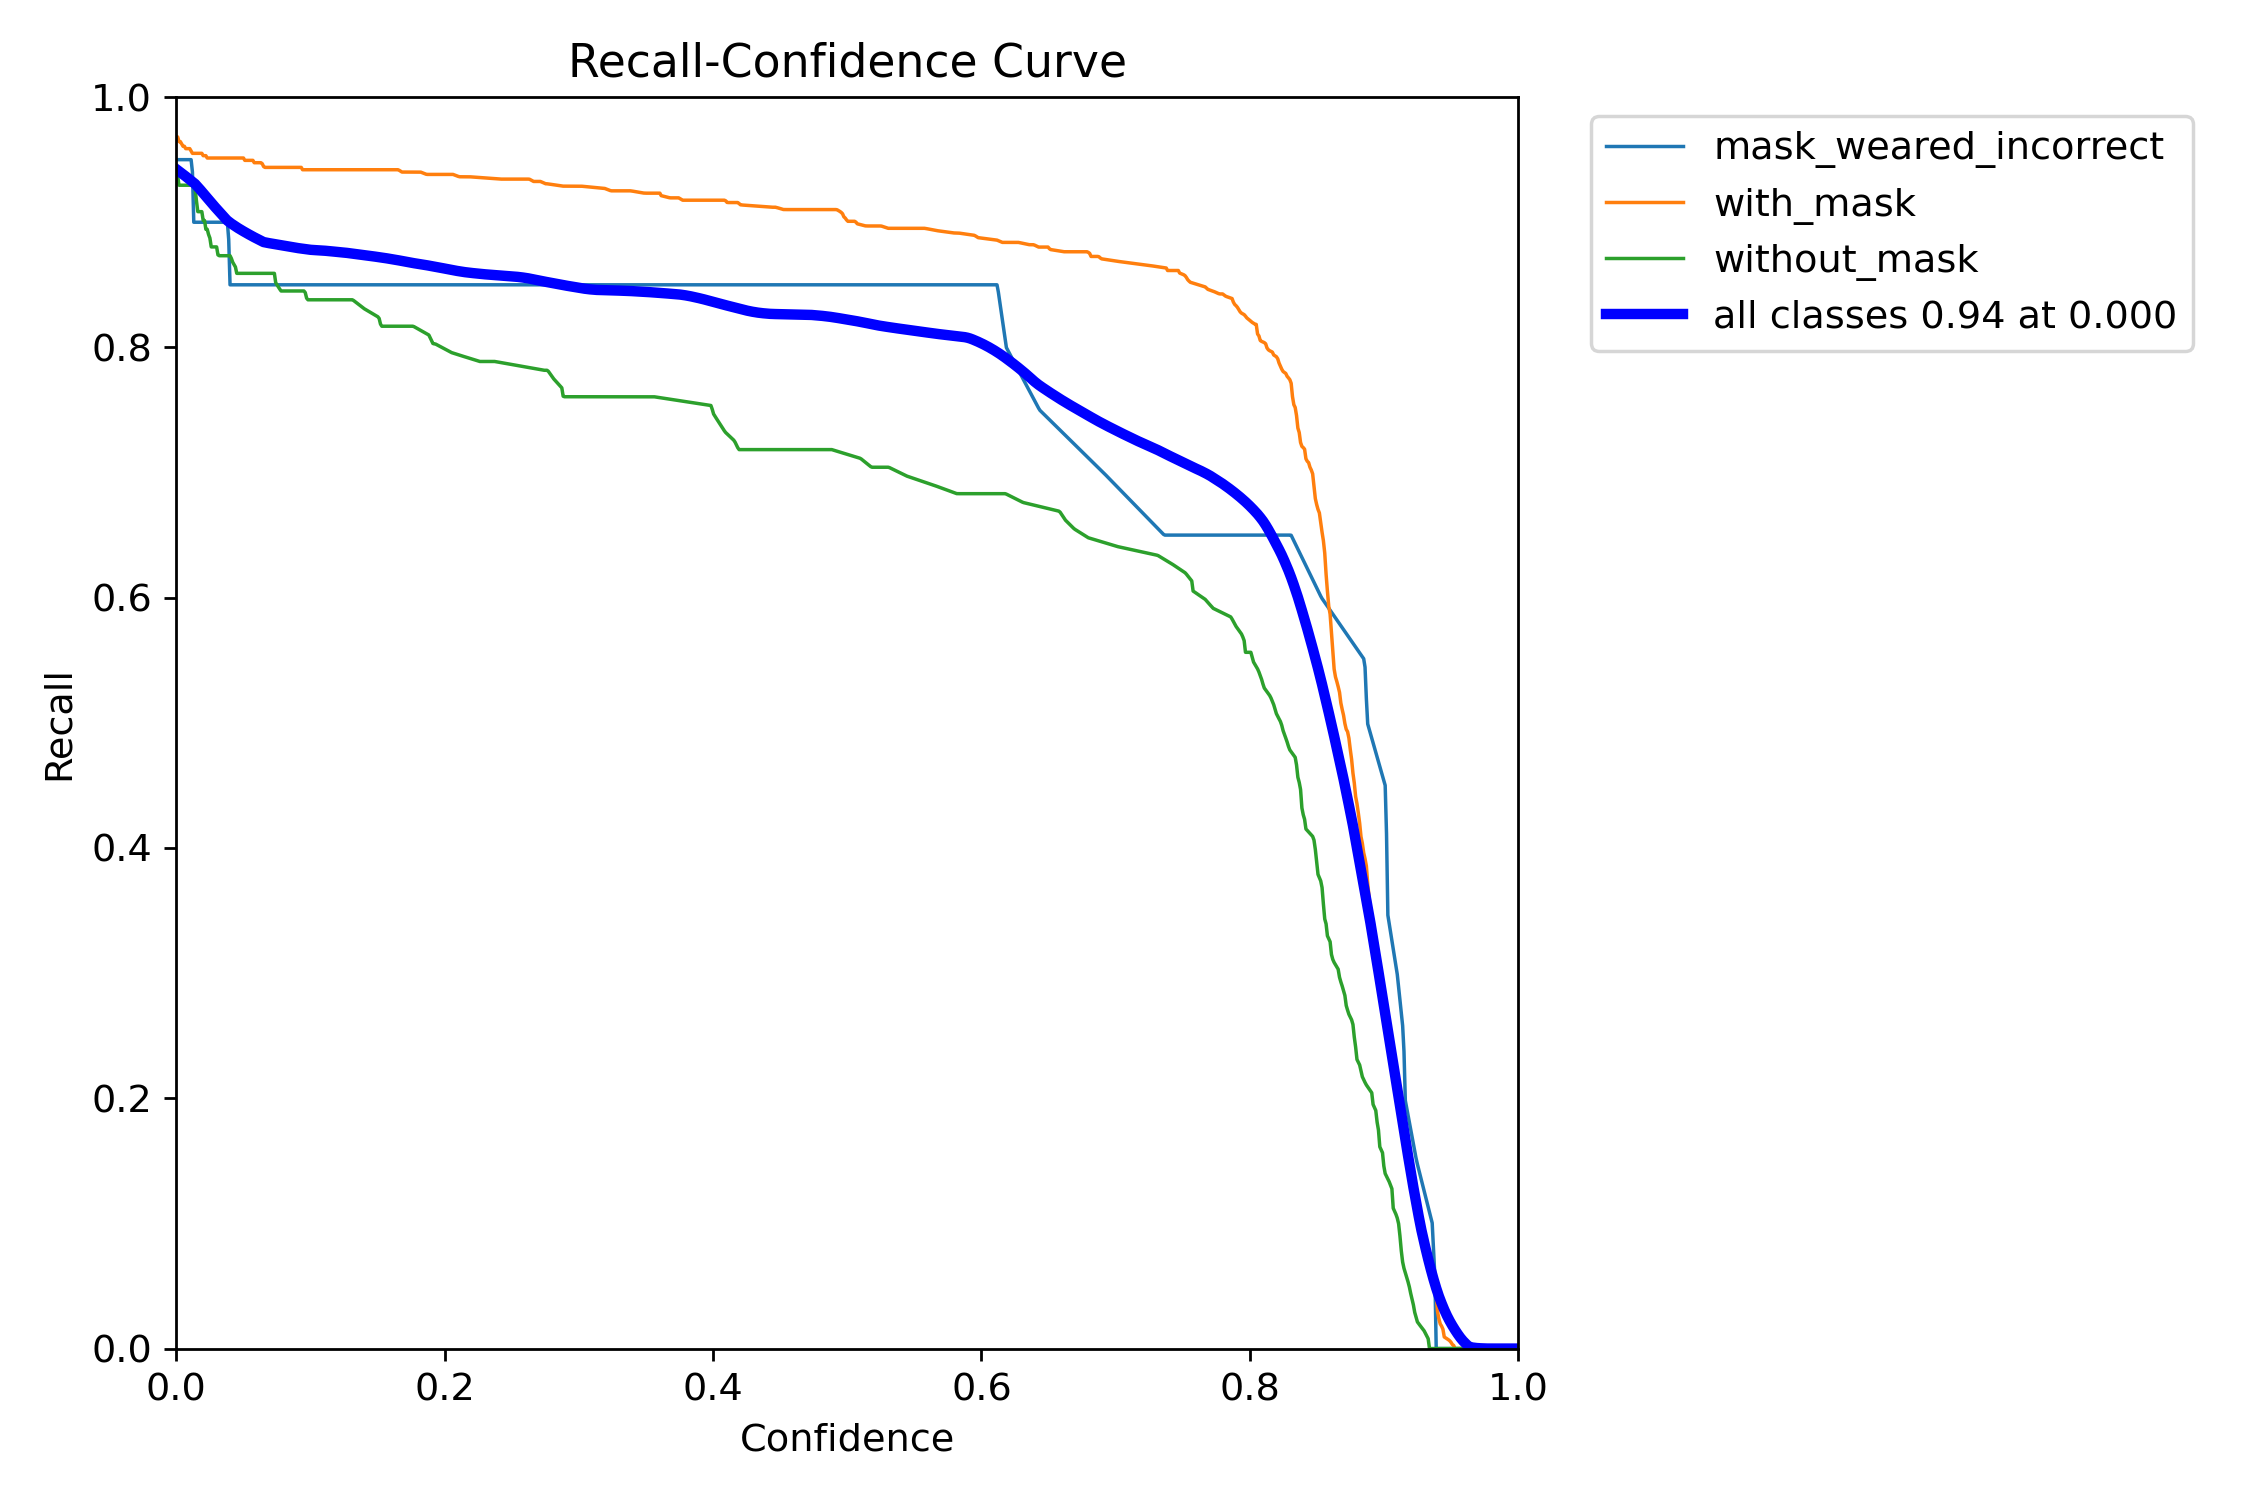 Recall-Confidence Curve
1.0
0.8
0.6
0.4
0.2
0.0
Recall
0.0 0.2 0.4 0.6 0.8 1.0
Confidence
mask_weared_incorrect
with_mask
without_mask
all classes 0.94 at 0.000